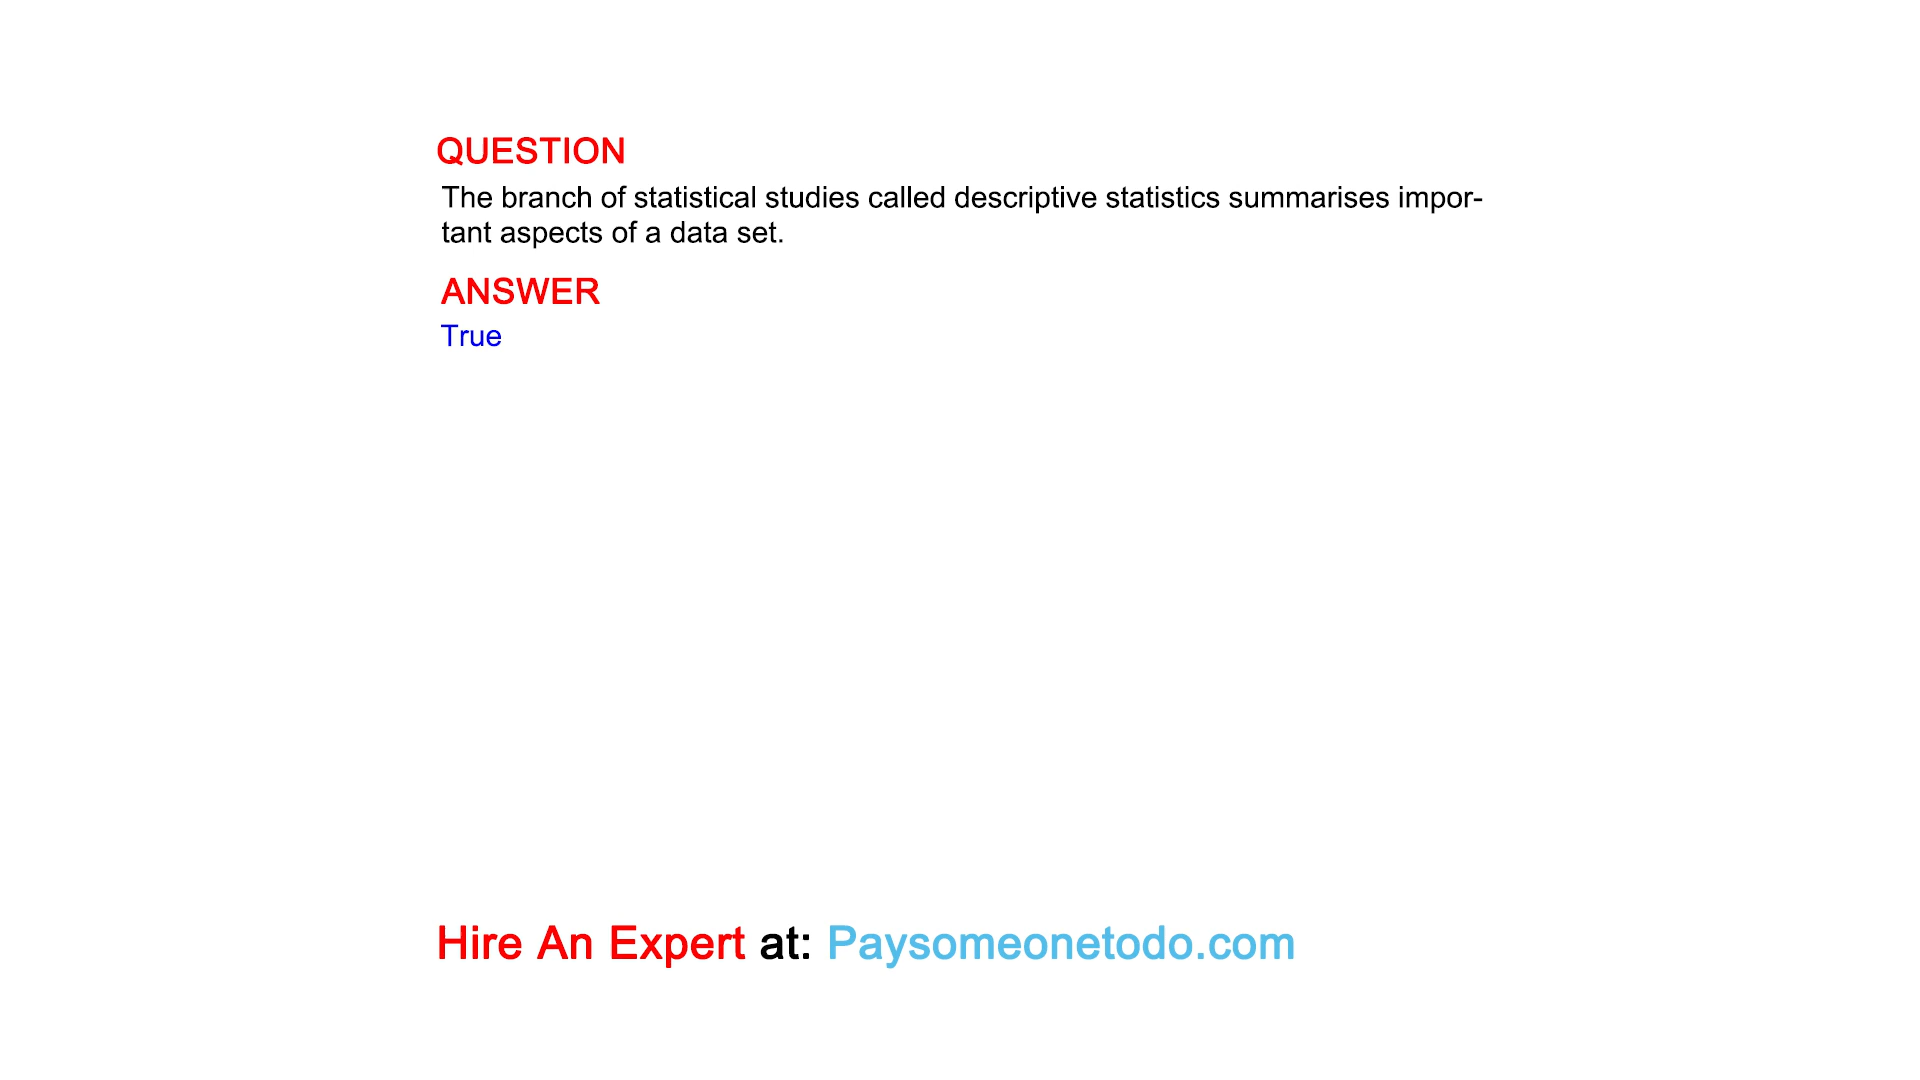 QUESTION
The branch of statistical studies called descriptive statistics summarises impor-
tant aspects of a data set.
ANSWER
True
Hire An Expert at: Paysomeonetodo.com